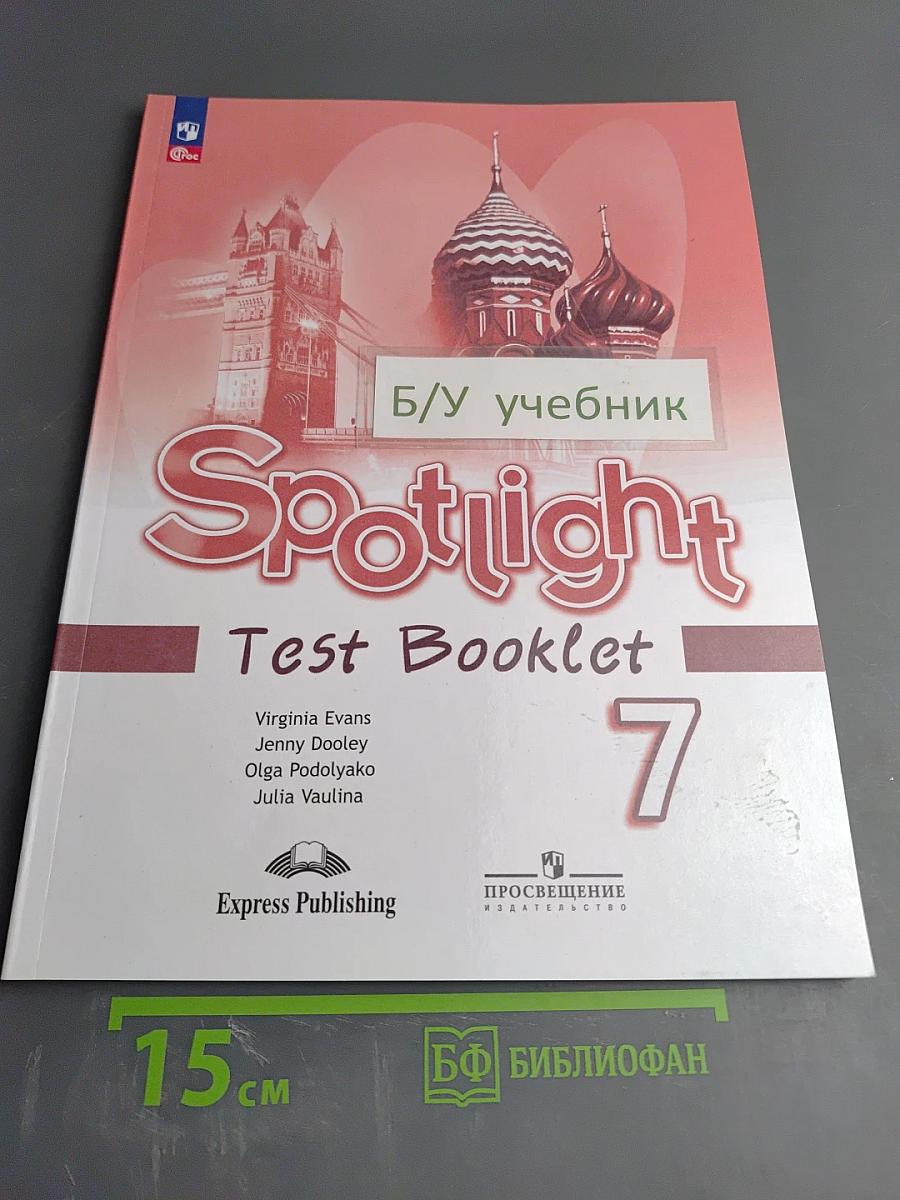 ФГОС
Б/У учебник
Spotlight
Test Booklet
7
Virginia Evans
Jenny Dooley
Olga Podolyako
Julia Vaulina
Express Publishing
ПРОСВЕЩЕНИЕ
ИЗДАТЕЛЬСТВО
15 см
БФ БИБЛИОФАН